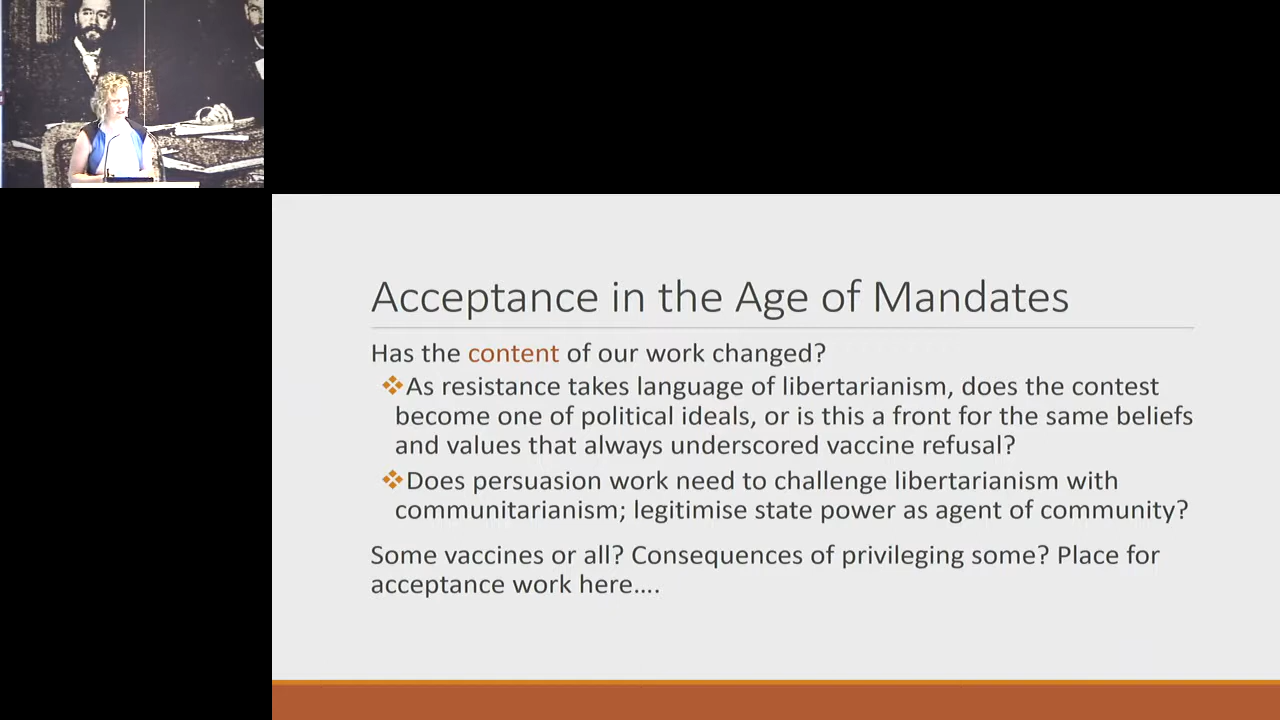 Acceptance in the Age of Mandates
Has the content of our work changed?
❖As resistance takes language of libertarianism, does the contest
become one of political ideals, or is this a front for the same beliefs
and values that always underscored vaccine refusal?
❖Does persuasion work need to challenge libertarianism with
communitarianism; legitimise state power as agent of community?
Some vaccines or all? Consequences of privileging some? Place for
acceptance work here….